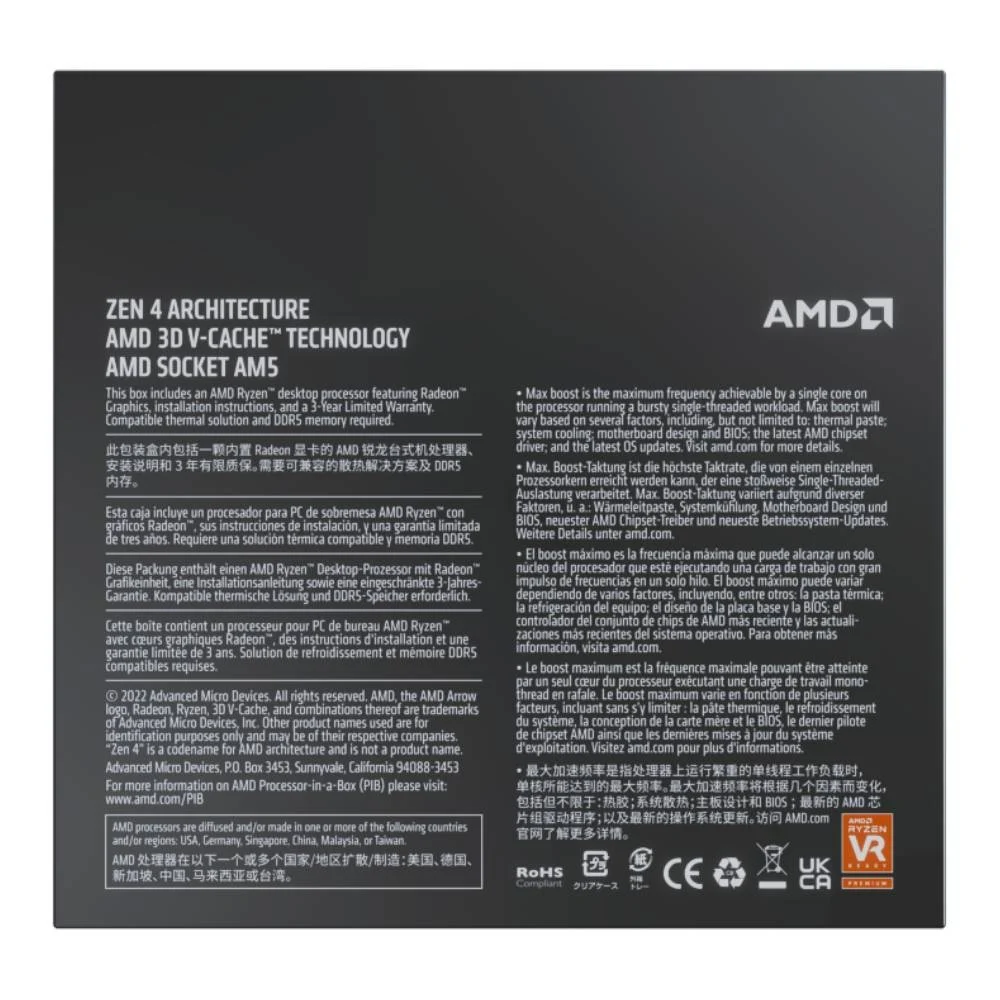 ZEN 4 ARCHITECTURE
AMD 3D V-CACHE™ TECHNOLOGY
AMD SOCKET AM5
This box includes an AMD Ryzen™ desktop processor featuring Radeon™
Graphics, installation instructions, and a 3-Year Limited Warranty.
Compatible thermal solution and DDR5 memory required.
此包装盒内包括一颗内置 Radeon 显卡的 AMD 锐龙台式机处理器、
安装说明和 3 年有限质保。需要可兼容的散热解决方案及 DDR5
内存。
Esta caja incluye un procesador para PC de sobremesa AMD Ryzen™ con
gráficos Radeon™, sus instrucciones de instalación, y una garantía limitada
de tres años. Requiere una solución térmica compatible y memoria DDR5.
Diese Packung enthält einen AMD Ryzen™ Desktop-Prozessor mit Radeon™
Grafikeinheit, eine Installationsanleitung sowie eine eingeschränkte 3-Jahres-
Garantie. Kompatible thermische Lösung und DDR5-Speicher erforderlich.
Cette boîte contient un processeur pour PC de bureau AMD Ryzen™
avec cœurs graphiques Radeon™, des instructions d'installation et une
garantie limitée de 3 ans. Solution de refroidissement et mémoire DDR5
compatibles requises.
© 2022 Advanced Micro Devices. All rights reserved. AMD, the AMD Arrow
logo, Radeon, Ryzen, 3D V-Cache, and combinations thereof are trademarks
of Advanced Micro Devices, Inc. Other product names used are for
identification purposes only and may be of their respective companies.
“Zen 4” is a codename for AMD architecture and is not a product name.
Advanced Micro Devices, P.O. Box 3453, Sunnyvale, California 94088-3453
For more information on AMD Processor-in-a-Box (PIB) please visit:
www.amd.com/PIB
AMD processors are diffused and/or made in one or more of the following countries
and/or regions: USA, Germany, Singapore, China, Malaysia, or Taiwan.
AMD 处理器在以下一个或多个国家/地区扩散/制造：美国、德国、
新加坡、中国、马来西亚或台湾。
AMD
• Max boost is the maximum frequency achievable by a single core on
the processor running a bursty single-threaded workload. Max boost will
vary based on several factors, including, but not limited to: thermal paste;
system cooling; motherboard design and BIOS; the latest AMD chipset
driver; and the latest OS updates. Visit amd.com for more details.
• Max. Boost-Taktung ist die höchste Taktrate, die von einem einzelnen
Prozessorkern erreicht werden kann, der eine stoßweise Single-Threaded-
Auslastung verarbeitet. Max. Boost-Taktung variiert aufgrund diverser
Faktoren, u. a.: Wärmeleitpaste, Systemkühlung, Motherboard Design und
BIOS, neuester AMD Chipset-Treiber und neueste Betriebssystem-Updates.
Weitere Details unter amd.com.
• El boost máximo es la frecuencia máxima que puede alcanzar un solo
núcleo del procesador que esté ejecutando una carga de trabajo con gran
impulso de frecuencias en un solo hilo. El boost máximo puede variar
dependiendo de varios factores, incluyendo, entre otros: la pasta térmica;
la refrigeración del equipo; el diseño de la placa base y la BIOS; el
controlador del conjunto de chips de AMD más reciente y las actuali-
zaciones más recientes del sistema operativo. Para obtener más
información, visita amd.com.
• Le boost maximum est la fréquence maximale pouvant être atteinte
par un seul cœur du processeur exécutant une charge de travail mono-
thread en rafale. Le boost maximum varie en fonction de plusieurs
facteurs, incluant sans s'y limiter : la pâte thermique, le refroidissement
du système, la conception de la carte mère et le BIOS, le dernier pilote
de chipset AMD ainsi que les dernières mises à jour du système
d'exploitation. Visitez amd.com pour plus d'informations.
• 最大加速频率是指处理器上运行繁重的单线程工作负载时，
单核所能达到的最大频率。最大加速频率将根据几个因素而变化，
包括但不限于：热胶；系统散热；主板设计和 BIOS ；最新的 AMD 芯
片组驱动程序；以及最新的操作系统更新。访问 AMD.com
官网了解更多详情。
RoHS
Compliant
クリアケース
紙
外箱
トレー
CE
CB
UK
CA
AMD
RYZEN
VR
READY
PREMIUM